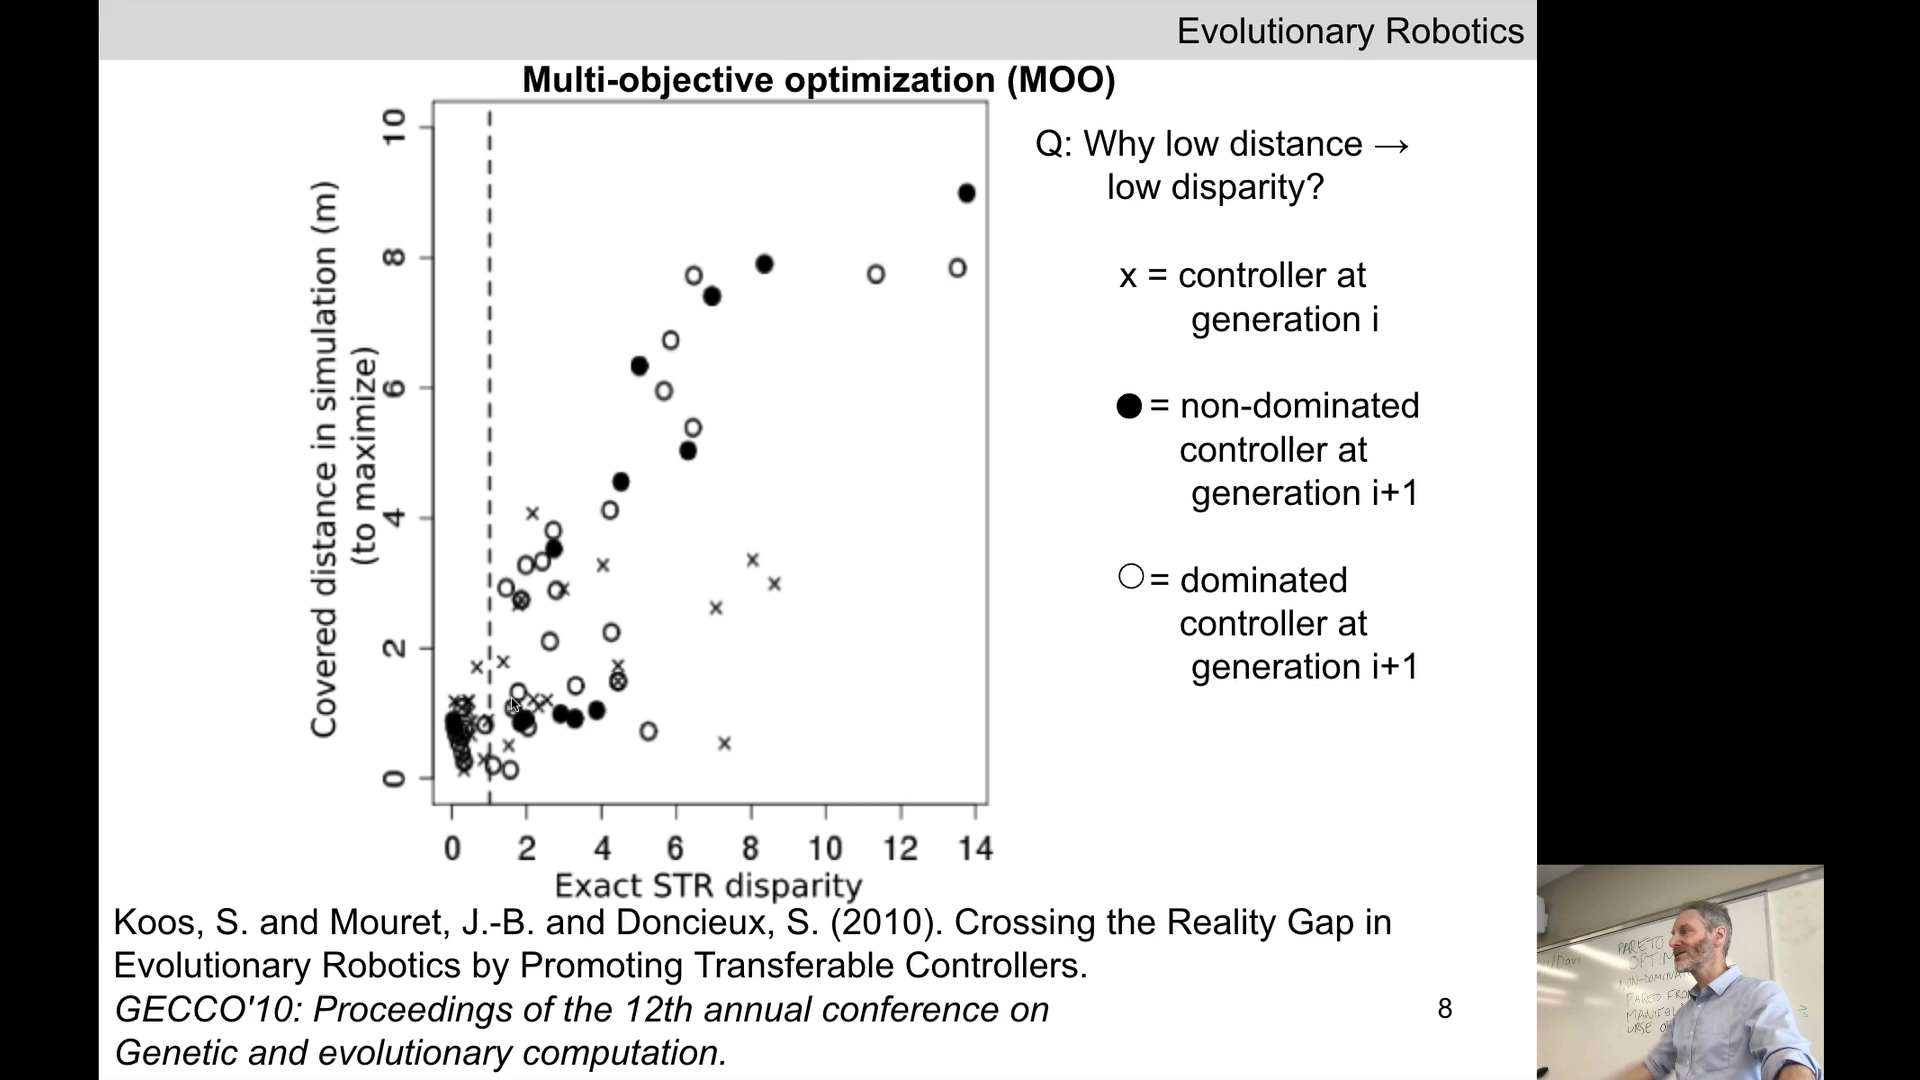 Evolutionary Robotics
Multi-objective optimization (MOO)
Covered distance in simulation (m)
(to maximize)
10
8
6
4
2
0
0 2 4 6 8 10 12 14
Exact STR disparity
Q: Why low distance →
low disparity?
x = controller at
generation i
● = non-dominated
controller at
generation i+1
○ = dominated
controller at
generation i+1
Koos, S. and Mouret, J.-B. and Doncieux, S. (2010). Crossing the Reality Gap in
Evolutionary Robotics by Promoting Transferable Controllers.
GECCO'10: Proceedings of the 12th annual conference on
Genetic and evolutionary computation.
8
PARETO